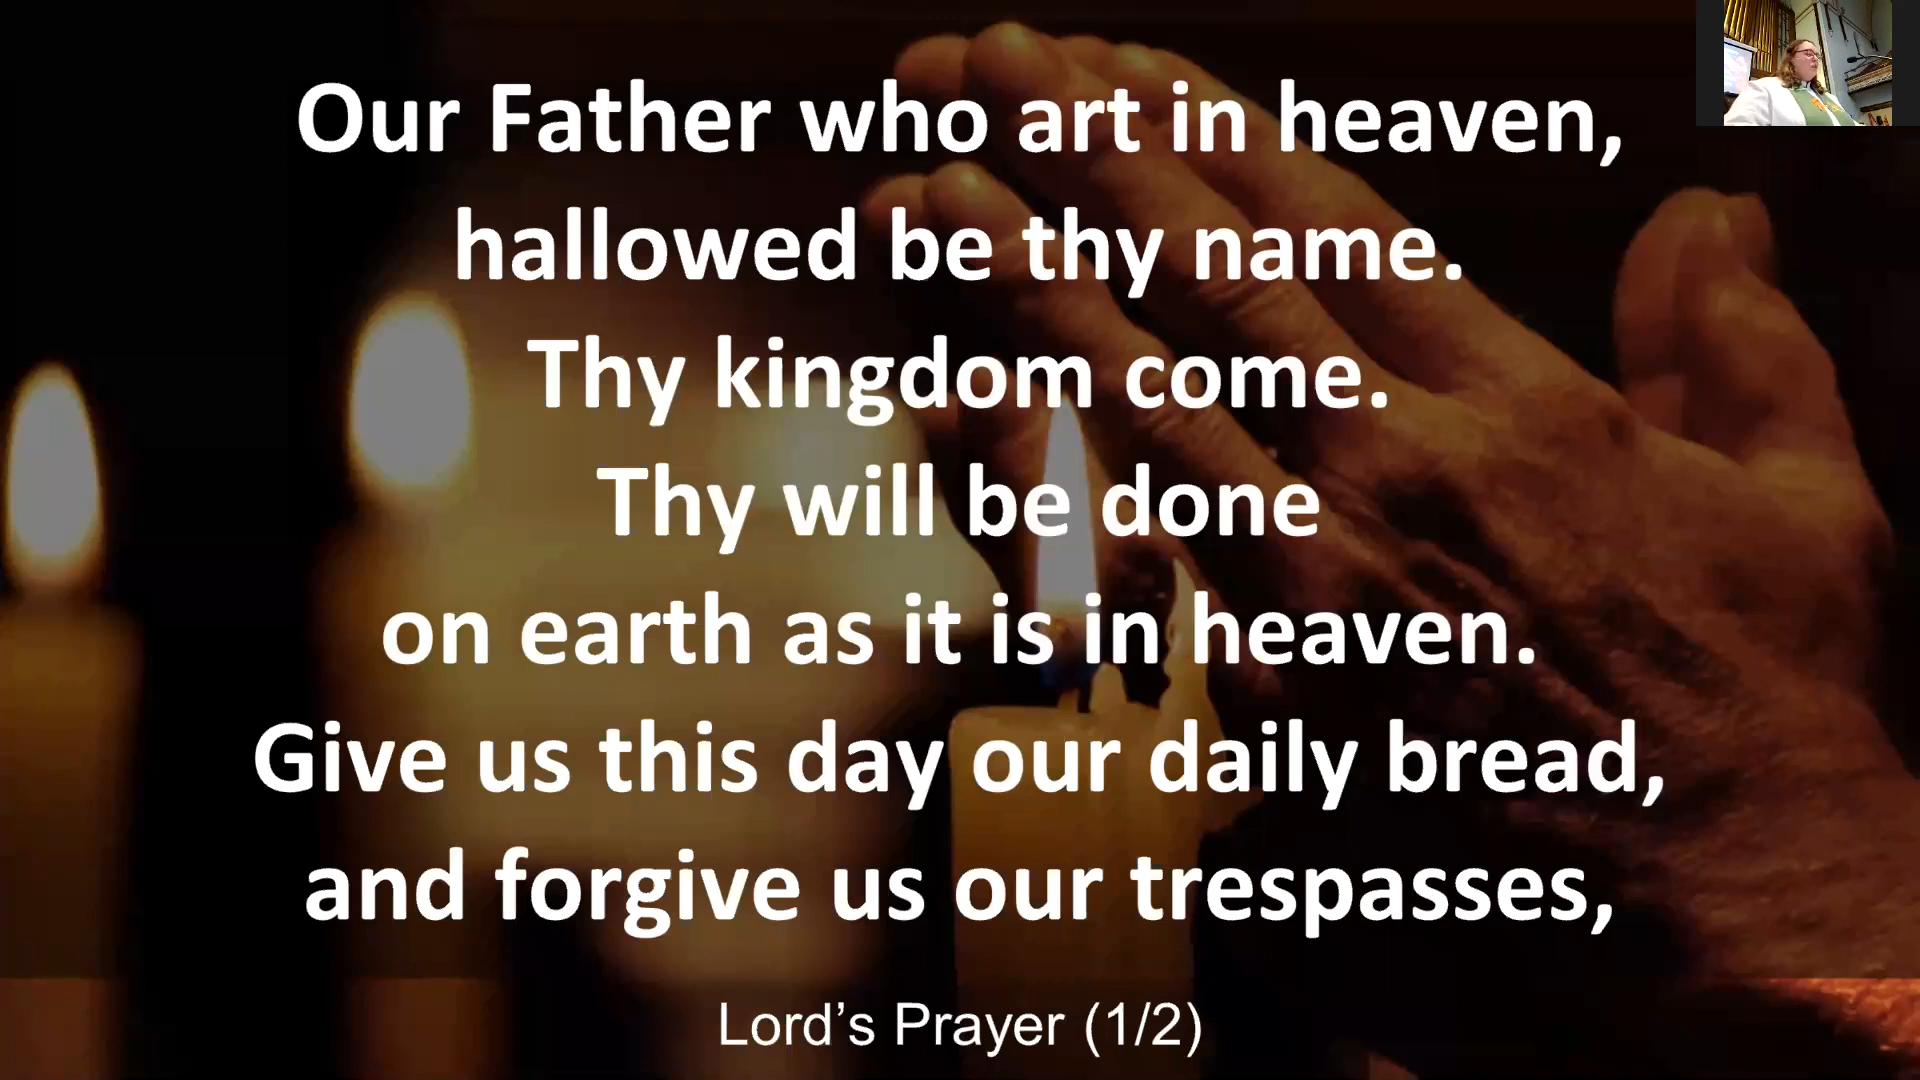 Our Father who art in heaven,
hallowed be thy name.
Thy kingdom come.
Thy will be done
on earth as it is in heaven.
Give us this day our daily bread,
and forgive us our trespasses,
Lord’s Prayer (1/2)